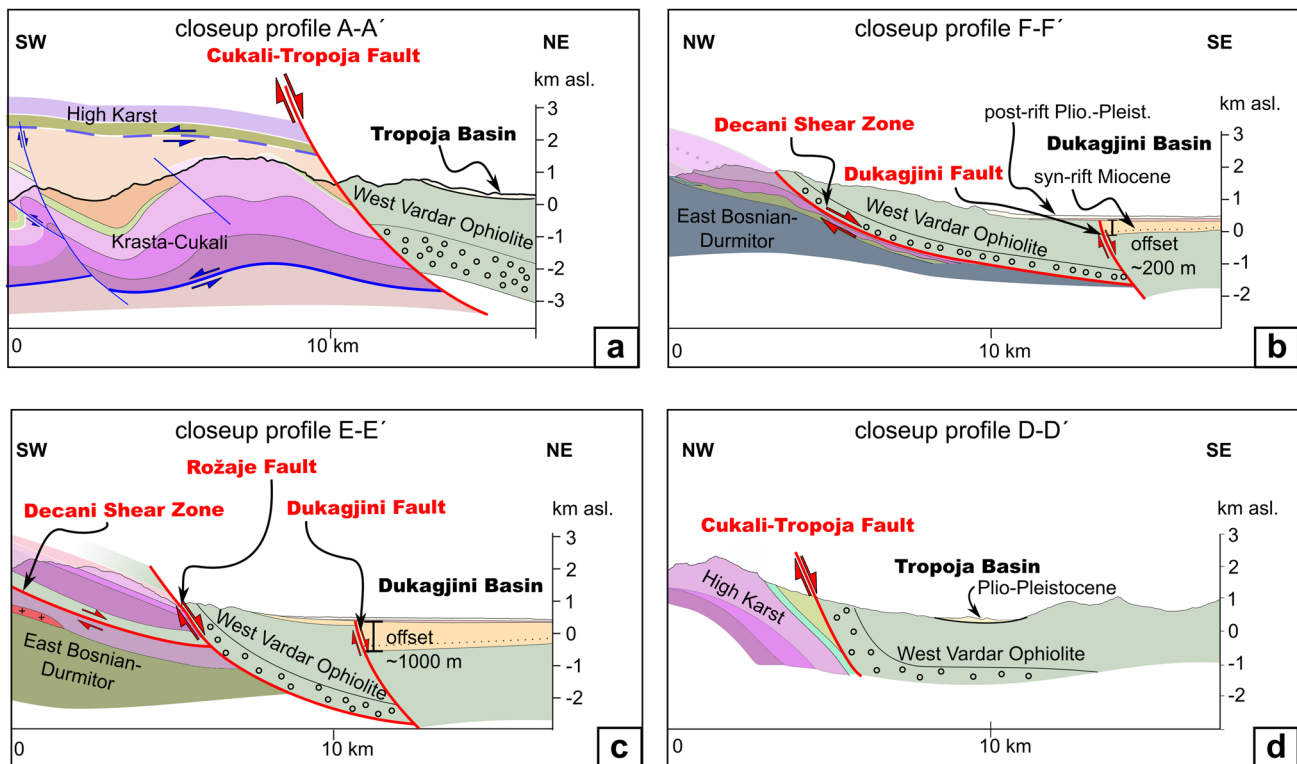 closeup profile A-A´
SW
NE
Cukali-Tropoja Fault
km asl.
High Karst
Tropoja Basin
West Vardar Ophiolite
Krasta-Cukali
3
2
1
0
-1
-2
-3
0
10 km
a
closeup profile F-F´
NW
SE
km asl.
post-rift Plio.-Pleist.
Decani Shear Zone
Dukagjini Basin
Dukagjini Fault
syn-rift Miocene
West Vardar Ophiolite
East Bosnian-
Durmitor
offset
~200 m
3
2
1
0
-1
-2
0
10 km
b
closeup profile E-E´
SW
NE
Rožaje Fault
Decani Shear Zone
Dukagjini Fault
km asl.
Dukagjini Basin
West Vardar Ophiolite
offset
~1000 m
East Bosnian-
Durmitor
+ +
3
2
1
0
-1
-2
0
10 km
c
closeup profile D-D´
NW
SE
km asl.
Cukali-Tropoja Fault
Tropoja Basin
Plio-Pleistocene
High Karst
West Vardar Ophiolite
3
2
1
0
-1
-2
0
10 km
d